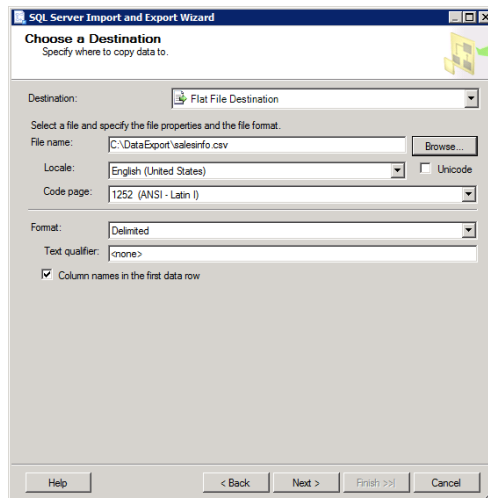 SQL Server Import and Export Wizard
Choose a Destination
Specify where to copy data to.
Destination: Flat File Destination
Select a file and specify the file properties and the file format.
File name: C:\DataExport\salesinfo.csv Browse...
Locale: English (United States) Unicode
Code page: 1252 (ANSI - Latin I)
Format: Delimited
Text qualifier: <none>
Column names in the first data row
Help < Back Next > Finish >>| Cancel